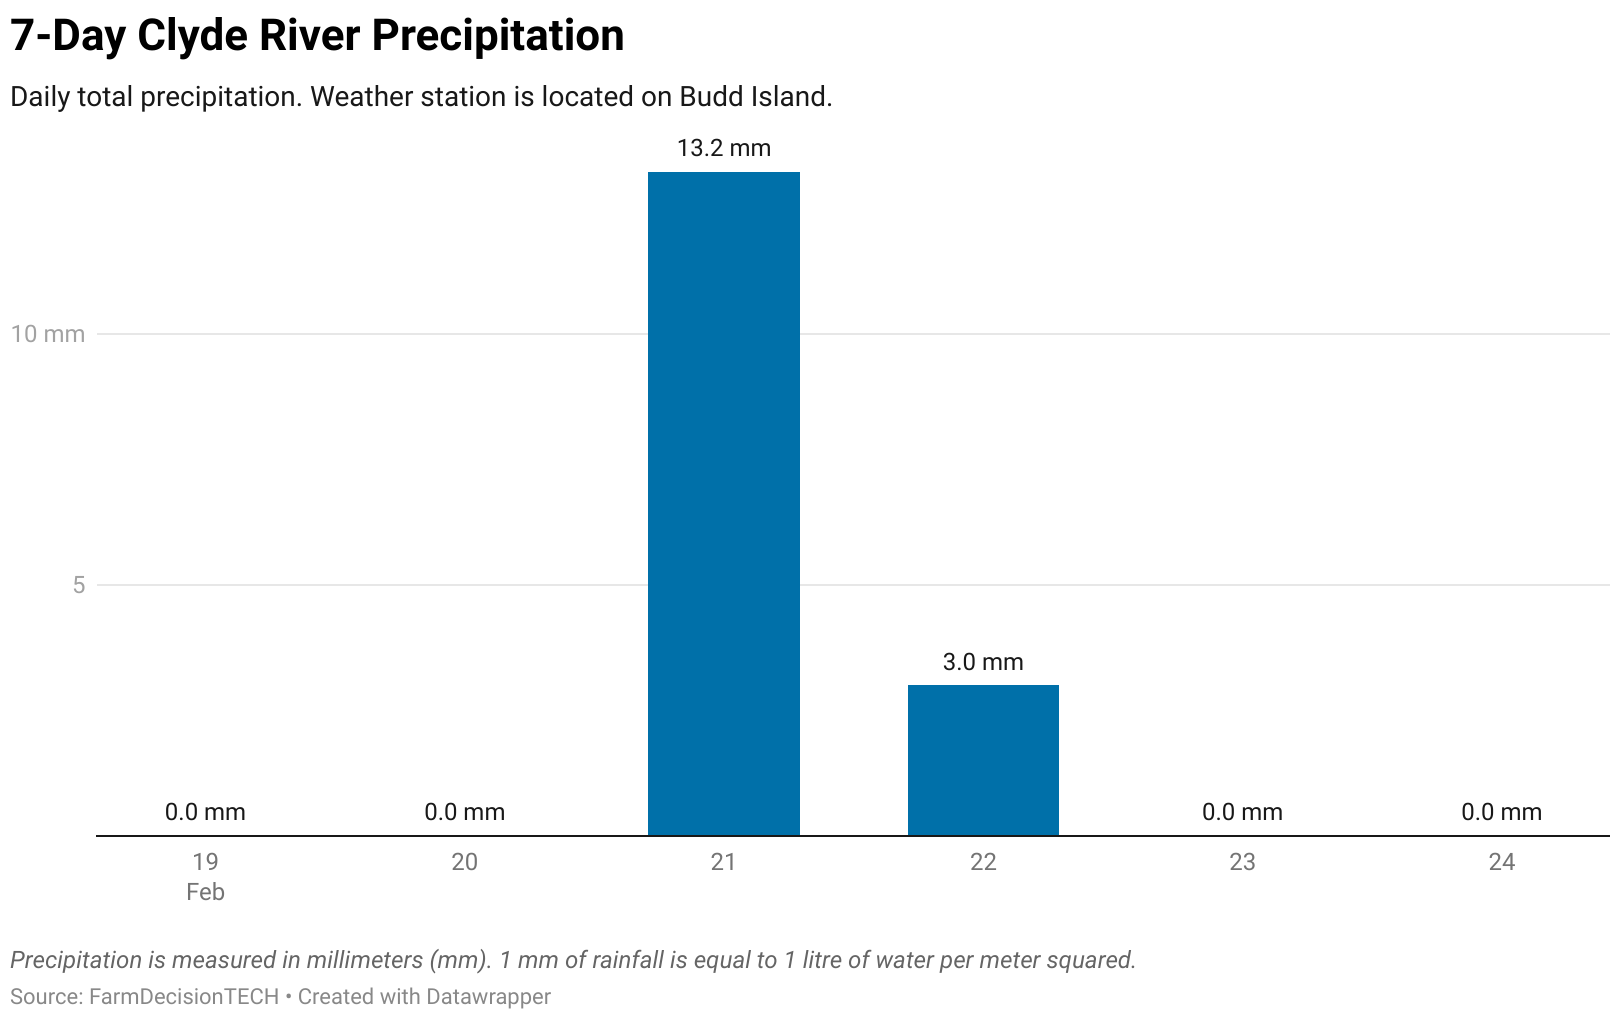 7-Day Clyde River Precipitation
Daily total precipitation. Weather station is located on Budd Island.
13.2 mm
10 mm
5
3.0 mm
0.0 mm 0.0 mm 0.0 mm 0.0 mm
19 20 21 22 23 24
Feb
Precipitation is measured in millimeters (mm). 1 mm of rainfall is equal to 1 litre of water per meter squared.
Source: FarmDecisionTECH • Created with Datawrapper